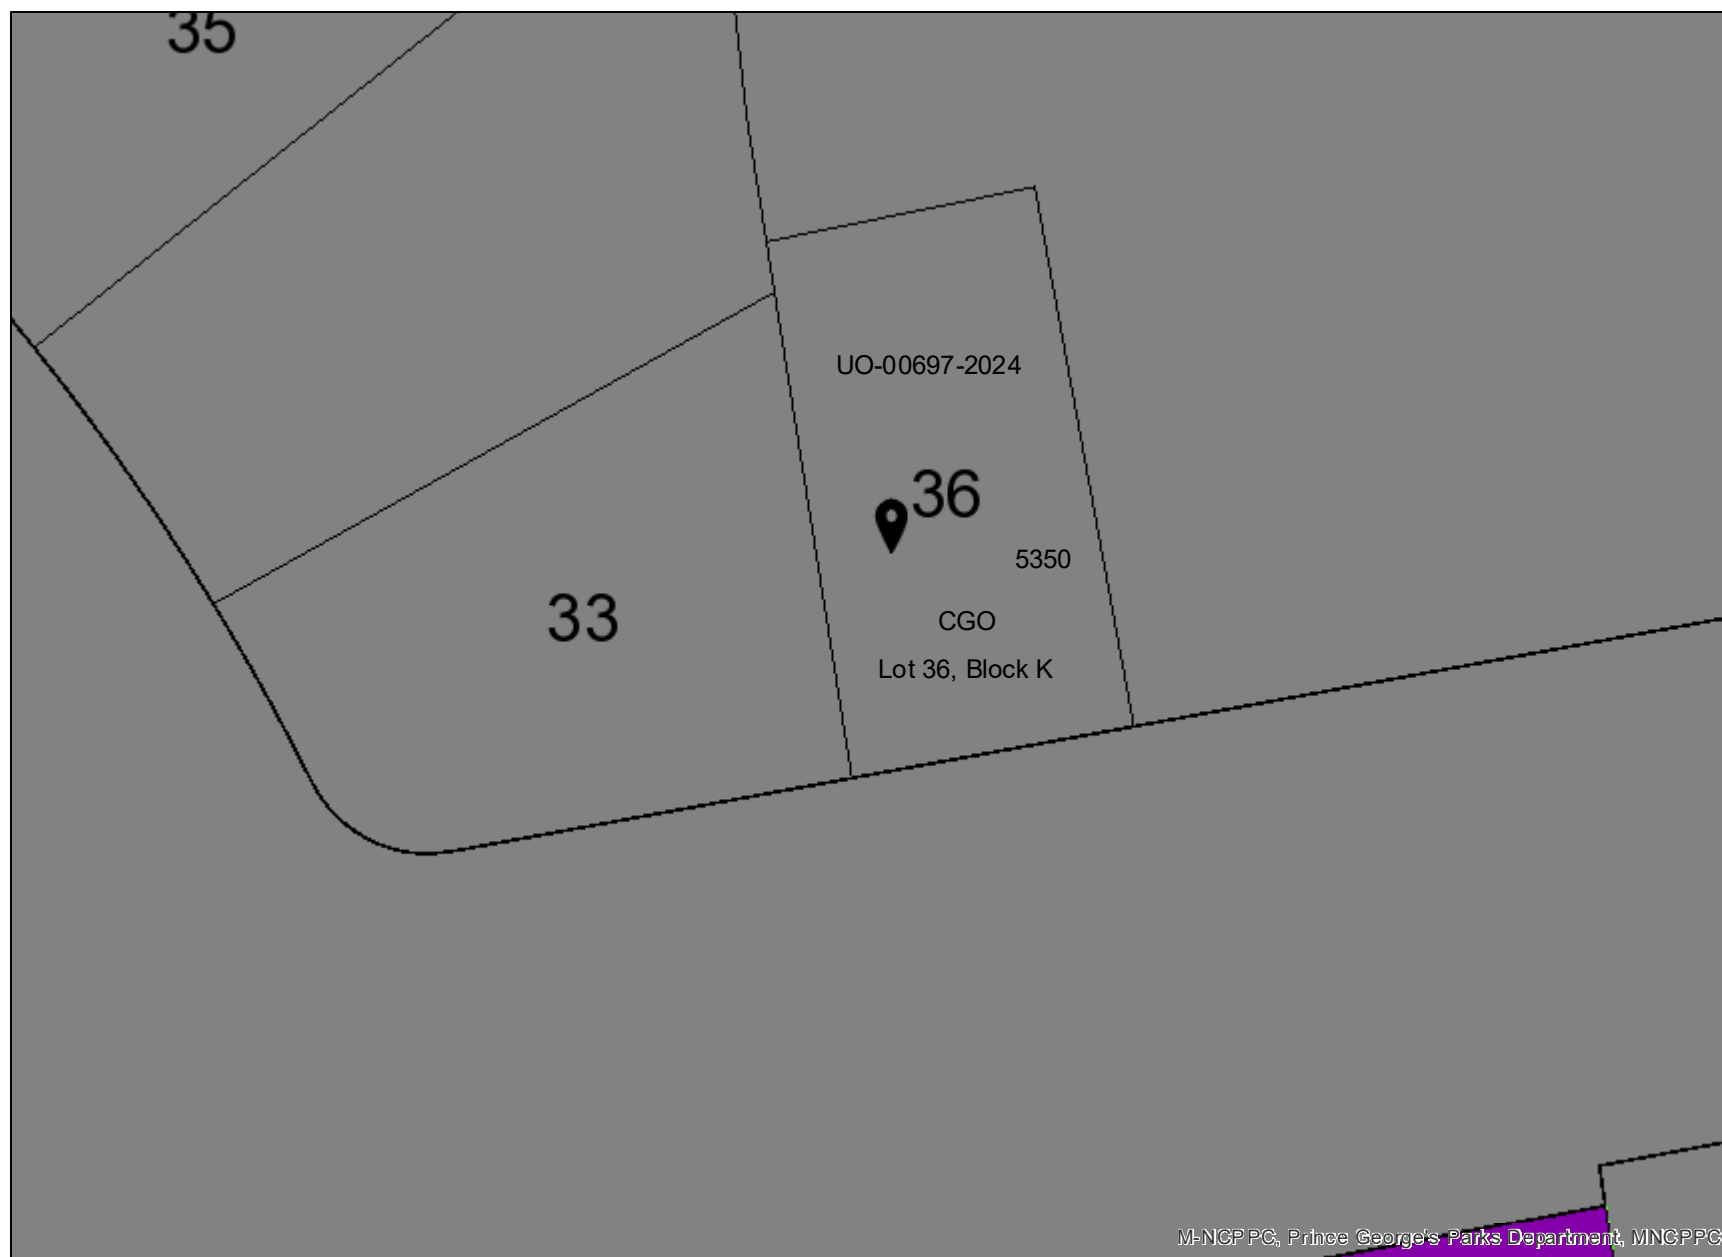 35
UO-00697-2024
36
5350
33
CGO
Lot 36, Block K
M-NCPPC, Prince George's Parks Department, MNCPPC